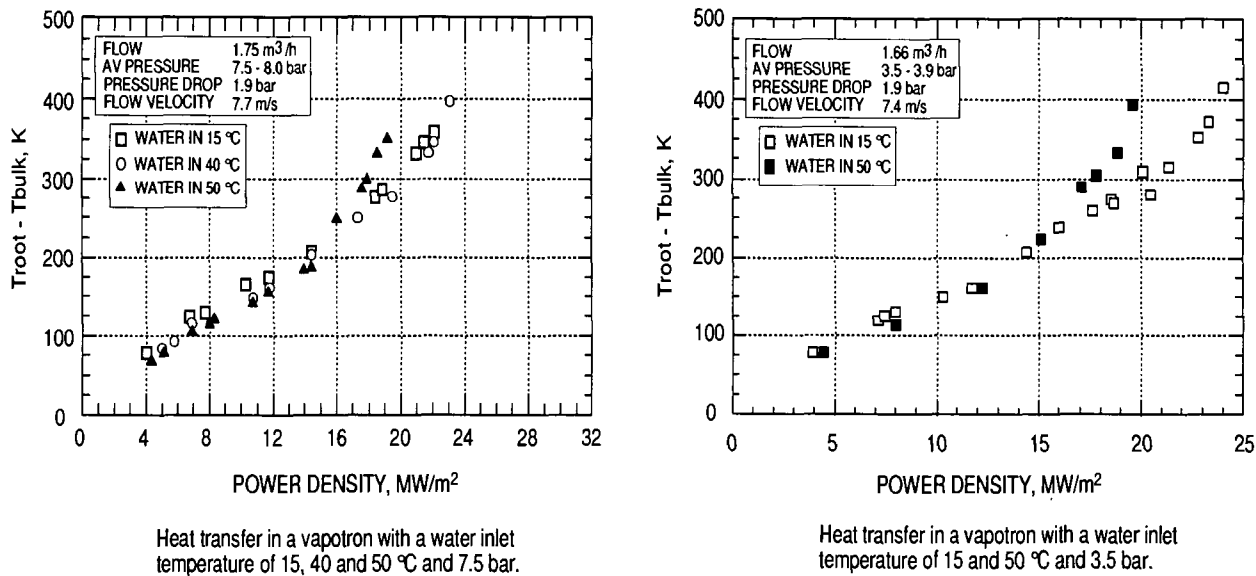 500
400
300
200
100
0
Troot - Tbulk, K
FLOW 1.75 m³/h
AV PRESSURE 7.5 - 8.0 bar
PRESSURE DROP 1.9 bar
FLOW VELOCITY 7.7 m/s
WATER IN 15 °C
WATER IN 40 °C
WATER IN 50 °C
0 4 8 12 16 20 24 28 32
POWER DENSITY, MW/m²
Heat transfer in a vapotron with a water inlet
temperature of 15, 40 and 50 °C and 7.5 bar.
500
400
300
200
100
0
Troot - Tbulk, K
FLOW 1.66 m³/h
AV PRESSURE 3.5 - 3.9 bar
PRESSURE DROP 1.9 bar
FLOW VELOCITY 7.4 m/s
WATER IN 15 °C
WATER IN 50 °C
0 5 10 15 20 25
POWER DENSITY, MW/m²
Heat transfer in a vapotron with a water inlet
temperature of 15 and 50 °C and 3.5 bar.